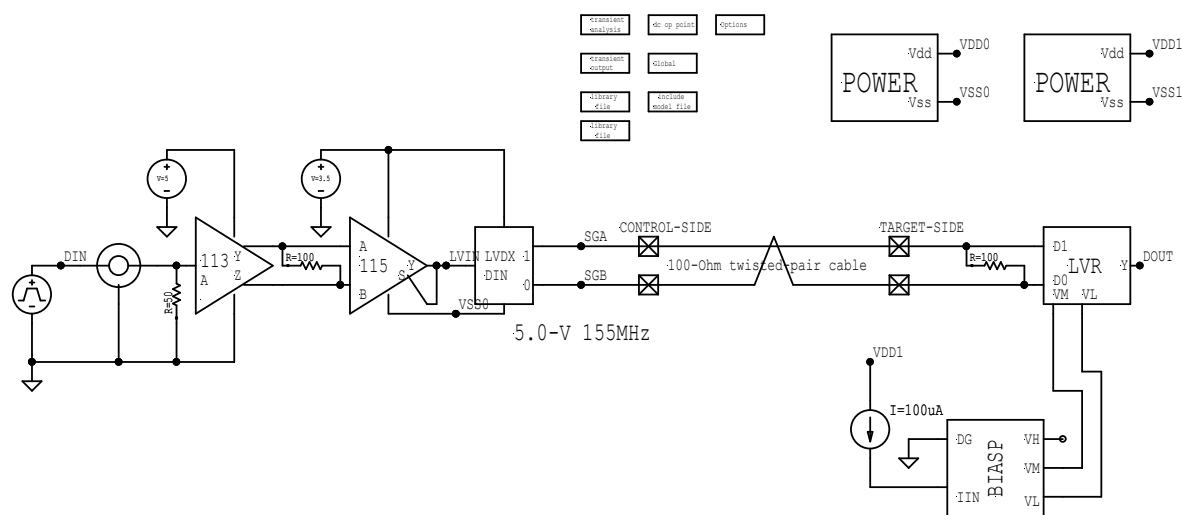 transient
analysis
dc op point
Options
transient
output
Global
library
file
include
model file
library
file
POWER
Vdd
Vss
VDD0
VSS0
POWER
Vdd
Vss
VDD1
VSS1
V=5
V=3.5
DIN
R=50
113
A
Y
Z
R=100
115
A
B
Y
S
LVIN
VSS0
LVDX
DIN
1
0
5.0-V 155MHz
SGA
SGB
CONTROL-SIDE
100-Ohm twisted-pair cable
TARGET-SIDE
R=100
D1
D0
LVR
Y
VM
VL
DOUT
VDD1
I=100uA
BIASP
DG
IIN
VH
VM
VL